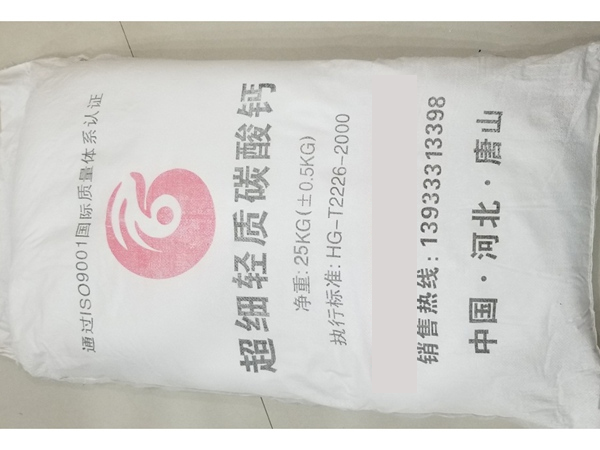 通过ISO9001国际质量体系认证
超细轻质碳酸钙
净重: 25KG(±0.5KG)
执行标准: HG-T2226-2000
销售热线: 13933313398
中国·河北·唐山